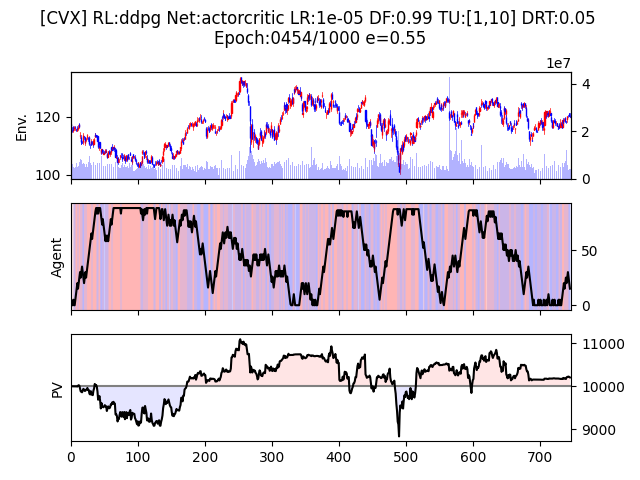 [CVX] RL:ddpg Net:actorcritic LR:1e-05 DF:0.99 TU:[1,10] DRT:0.05
Epoch:0454/1000 e=0.55
1e7
Env.
120
100
4
2
0
Agent
50
0
PV
11000
10000
9000
0 100 200 300 400 500 600 700